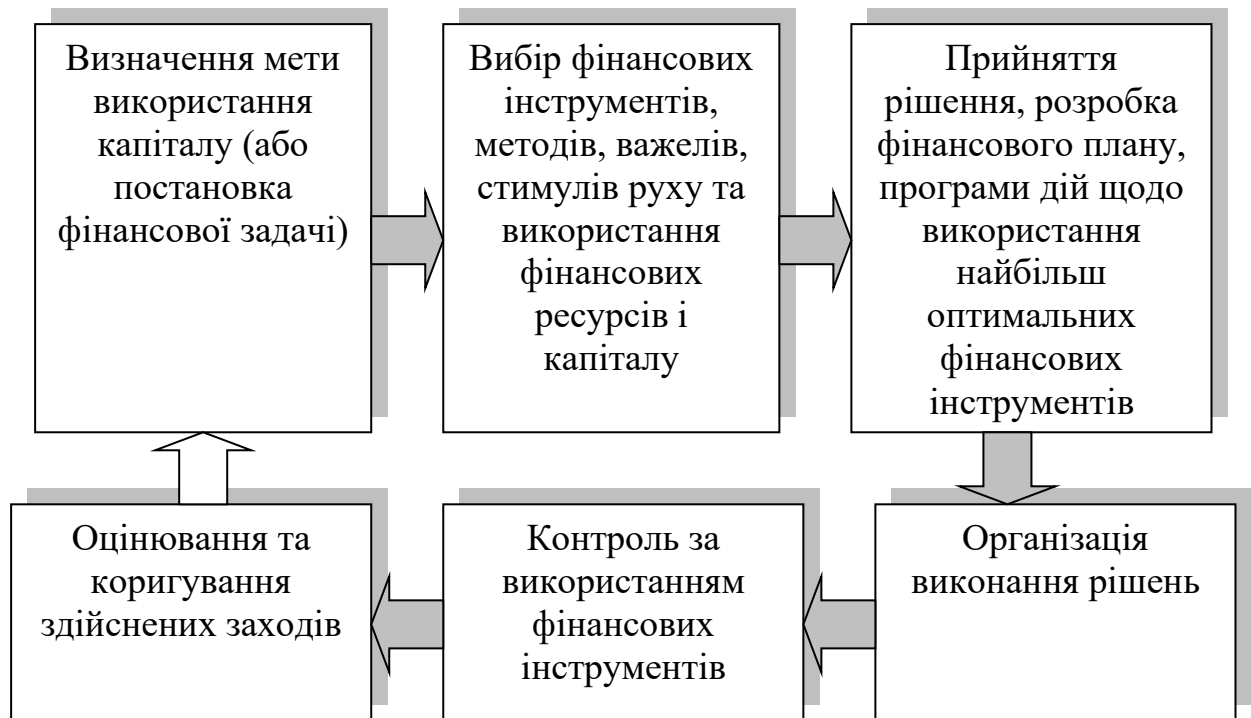 Визначення мети
використання
капіталу (або
постановка
фінансової задачі)
Вибір фінансових
інструментів,
методів, важелів,
стимулів руху та
використання
фінансових
ресурсів і
капіталу
Прийняття
рішення, розробка
фінансового плану,
програми дій щодо
використання
найбільш
оптимальних
фінансових
інструментів
Організація
виконання рішень
Контроль за
використанням
фінансових
інструментів
Оцінювання та
коригування
здійснених заходів